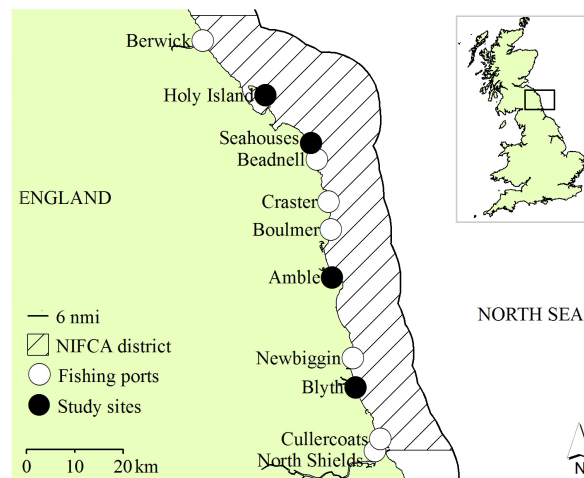 Berwick
Holy Island
Seahouses
Beadnell
ENGLAND
Craster
Boulmer
Amble
NORTH SEA
6 nmi
NIFCA district
Fishing ports
Study sites
Newbiggin
Blyth
Cullercoats
North Shields
0 10 20 km
N